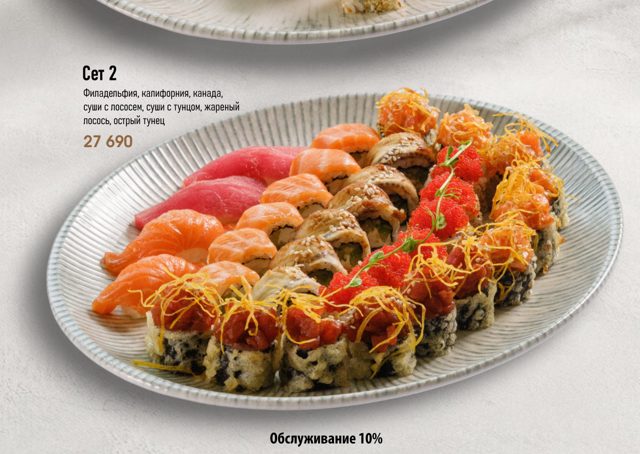 Сет 2
Филадельфия, калифорния, канада,
суши с лососем, суши с тунцом, жареный
лосось, острый тунец
27 690
Обслуживание 10%